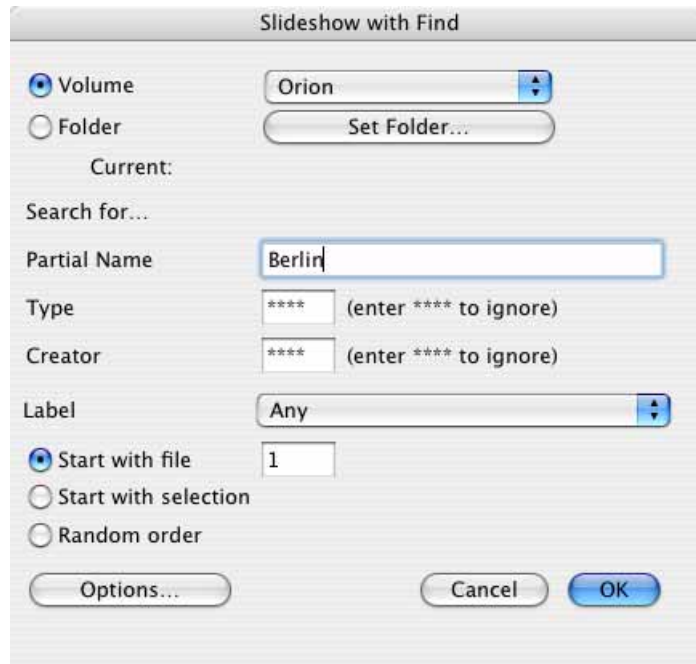 Slideshow with Find
Volume Orion
Folder Set Folder...
Current:
Search for...
Partial Name Berlin
Type **** (enter **** to ignore)
Creator **** (enter **** to ignore)
Label Any
Start with file 1
Start with selection
Random order
Options... Cancel OK